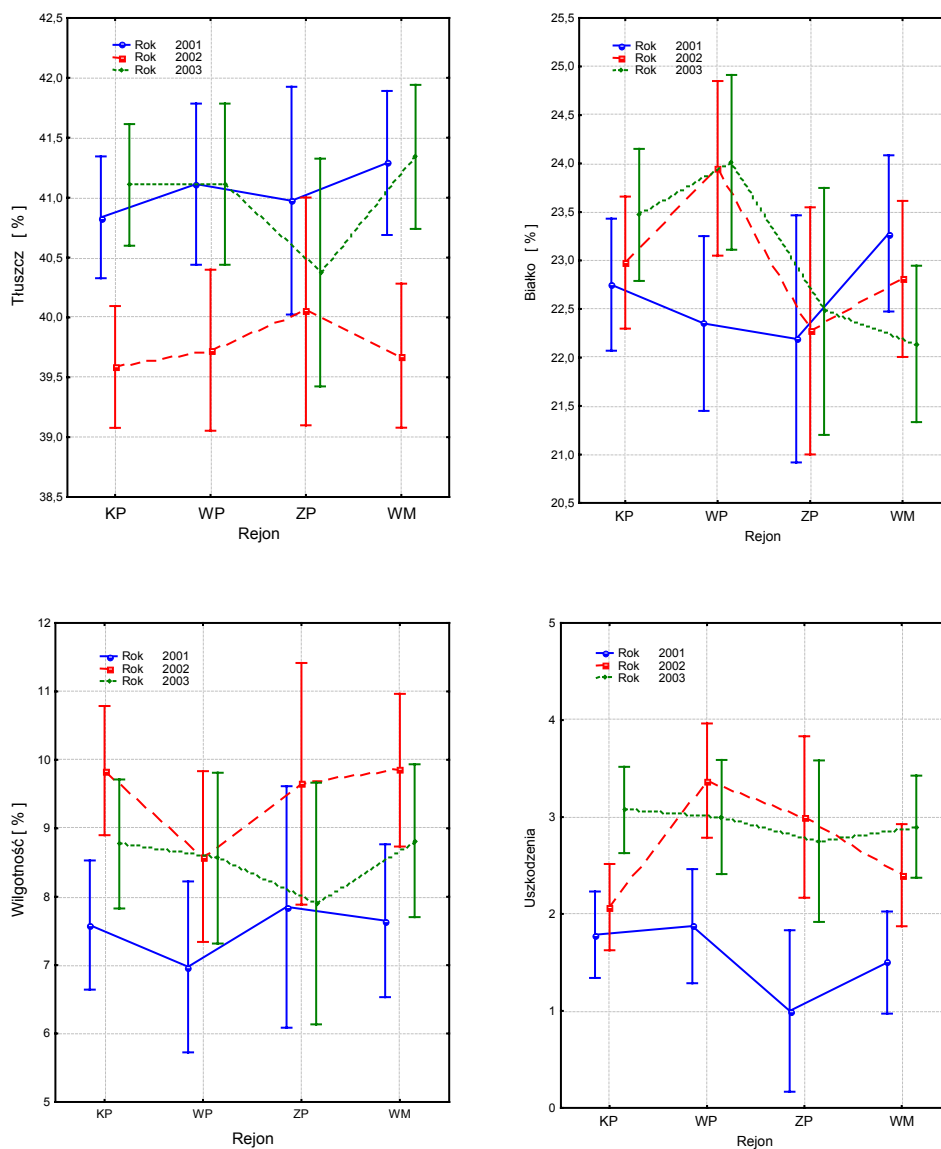 42,5
42,0
41,5
41,0
40,5
40,0
39,5
39,0
38,5
Tłuszcz [ % ]
Rok 2001
Rok 2002
Rok 2003
KP WP ZP WM
Rejon
25,5
25,0
24,5
24,0
23,5
23,0
22,5
22,0
21,5
21,0
20,5
Białko [ % ]
Rok 2001
Rok 2002
Rok 2003
KP WP ZP WM
Rejon
12
11
10
9
8
7
6
5
Wilgotność [ % ]
Rok 2001
Rok 2002
Rok 2003
KP WP ZP WM
Rejon
5
4
3
2
1
0
Uszkodzenia
Rok 2001
Rok 2002
Rok 2003
KP WP ZP WM
Rejon